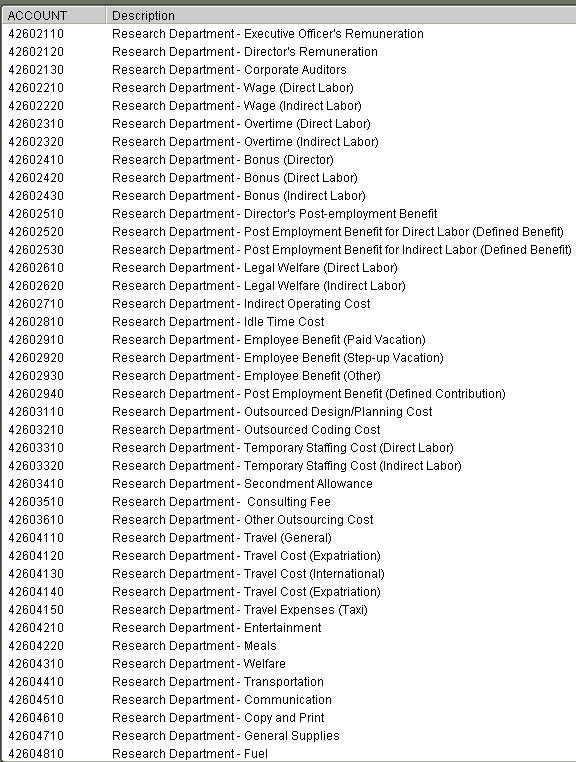 ACCOUNT Description
42602110 Research Department - Executive Officer's Remuneration
42602120 Research Department - Director's Remuneration
42602130 Research Department - Corporate Auditors
42602210 Research Department - Wage (Direct Labor)
42602220 Research Department - Wage (Indirect Labor)
42602310 Research Department - Overtime (Direct Labor)
42602320 Research Department - Overtime (Indirect Labor)
42602410 Research Department - Bonus (Director)
42602420 Research Department - Bonus (Direct Labor)
42602430 Research Department - Bonus (Indirect Labor)
42602510 Research Department - Director's Post-employment Benefit
42602520 Research Department - Post Employment Benefit for Direct Labor (Defined Benefit)
42602530 Research Department - Post Employment Benefit for Indirect Labor (Defined Benefit)
42602610 Research Department - Legal Welfare (Direct Labor)
42602620 Research Department - Legal Welfare (Indirect Labor)
42602710 Research Department - Indirect Operating Cost
42602810 Research Department - Idle Time Cost
42602910 Research Department - Employee Benefit (Paid Vacation)
42602920 Research Department - Employee Benefit (Step-up Vacation)
42602930 Research Department - Employee Benefit (Other)
42602940 Research Department - Post Employment Benefit (Defined Contribution)
42603110 Research Department - Outsourced Design/Planning Cost
42603210 Research Department - Outsourced Coding Cost
42603310 Research Department - Temporary Staffing Cost (Direct Labor)
42603320 Research Department - Temporary Staffing Cost (Indirect Labor)
42603410 Research Department - Secondment Allowance
42603510 Research Department -  Consulting Fee
42603610 Research Department - Other Outsourcing Cost
42604110 Research Department - Travel (General)
42604120 Research Department - Travel Cost (Expatriation)
42604130 Research Department - Travel Cost (International)
42604140 Research Department - Travel Cost (Expatriation)
42604150 Research Department - Travel Expenses (Taxi)
42604210 Research Department - Entertainment
42604220 Research Department - Meals
42604310 Research Department - Welfare
42604410 Research Department - Transportation
42604510 Research Department - Communication
42604610 Research Department - Copy and Print
42604710 Research Department - General Supplies
42604810 Research Department - Fuel